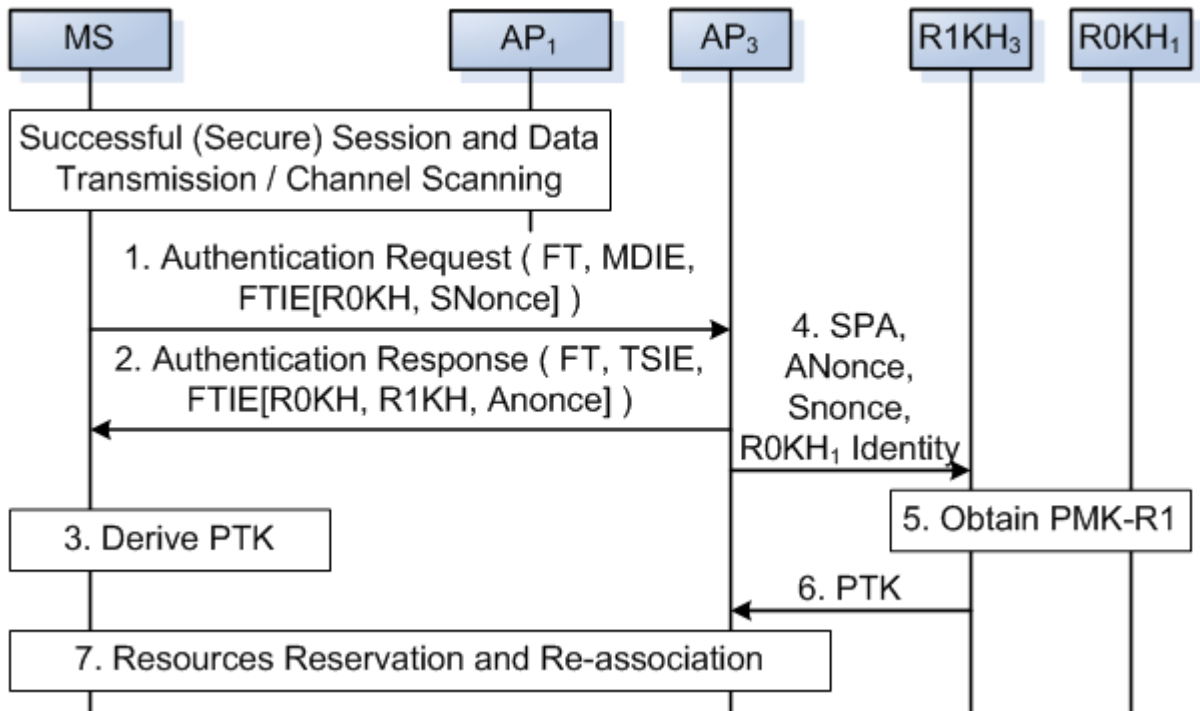 MS
AP₁
AP₃
R1KH₃
R0KH₁
Successful (Secure) Session and Data
Transmission / Channel Scanning
1. Authentication Request ( FT, MDIE,
FTIE[R0KH, SNonce] )
2. Authentication Response ( FT, TSIE,
FTIE[R0KH, R1KH, Anonce] )
4. SPA,
ANonce,
Snonce,
R0KH₁ Identity
3. Derive PTK
5. Obtain PMK-R1
6. PTK
7. Resources Reservation and Re-association